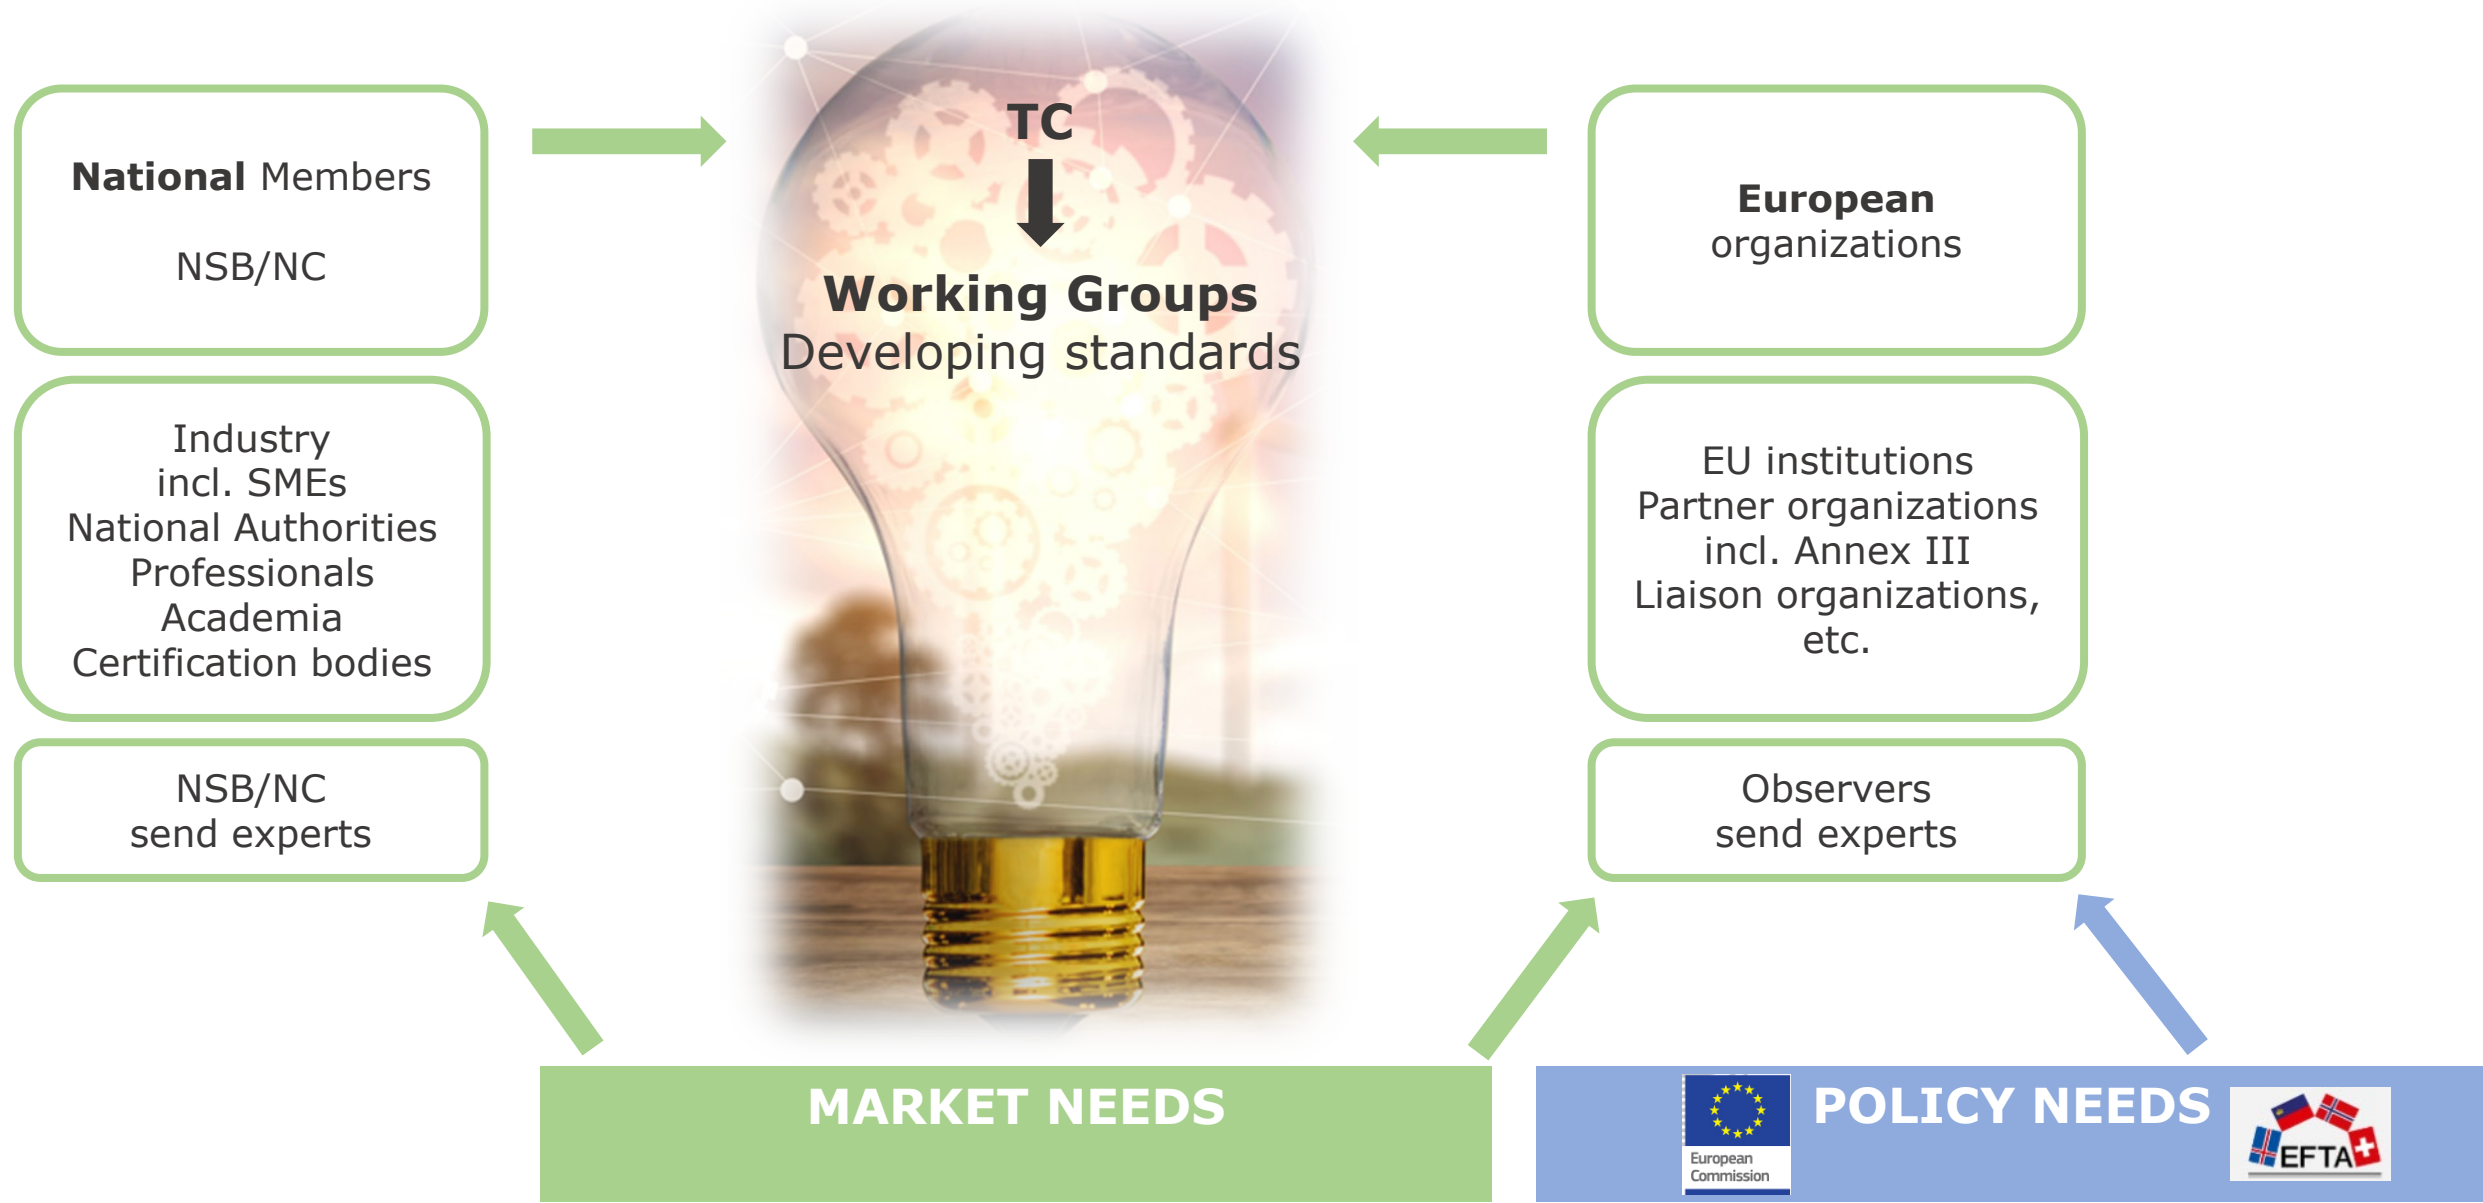 National Members
NSB/NC
Industry
incl. SMEs
National Authorities
Professionals
Academia
Certification bodies
NSB/NC
send experts
TC
Working Groups
Developing standards
European
organizations
EU institutions
Partner organizations
incl. Annex III
Liaison organizations,
etc.
Observers
send experts
MARKET NEEDS
European
Commission
POLICY NEEDS
EFTA